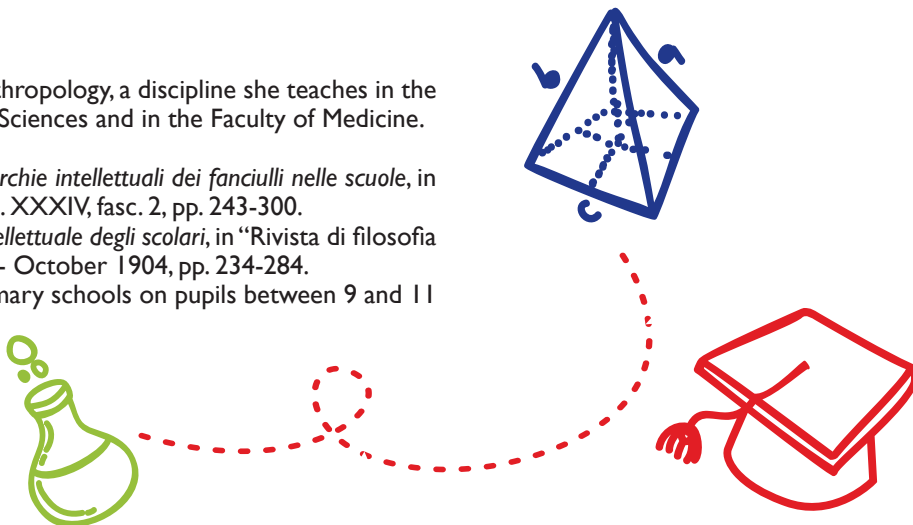 thropology, a discipline she teaches in the
Sciences and in the Faculty of Medicine.
rchie intellettuali dei fanciulli nelle scuole, in
. XXXIV, fasc. 2, pp. 243-300.
ellettuale degli scolari, in “Rivista di filosofia
- October 1904, pp. 234-284.
mary schools on pupils between 9 and 11
b
a
c